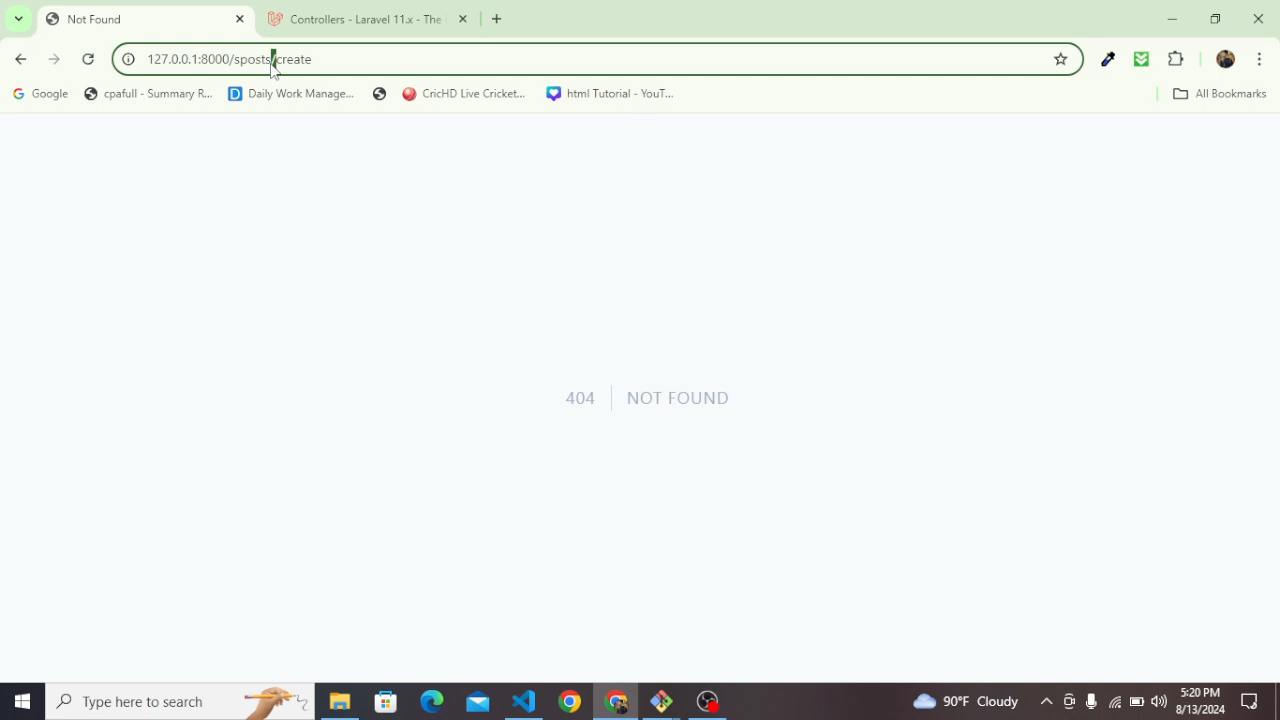 Not Found
Controllers - Laravel 11.x - The
127.0.0.1:8000/sposts/create
Google
cpafull - Summary R...
Daily Work Manage...
CricHD Live Cricket...
html Tutorial - YouT...
All Bookmarks
404
NOT FOUND
Type here to search
90°F Cloudy
5:20 PM
8/13/2024